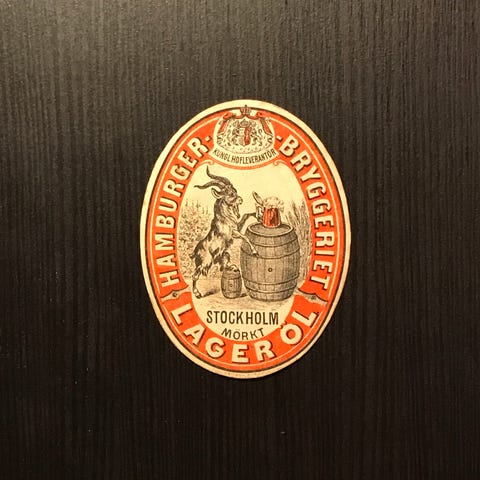 KUNGL.HOFLEVERANTÖR
HAMBURGER-BRYGGERIET
STOCKHOLM
MÖRKT
LAGER ÖL